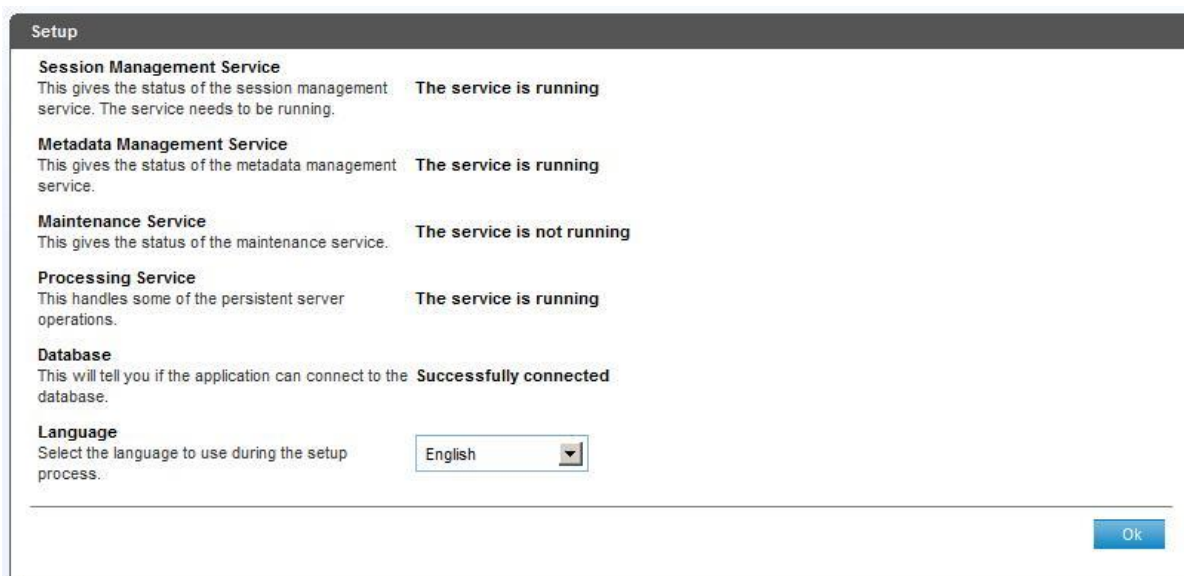 Setup
Session Management Service
This gives the status of the session management
service. The service needs to be running.
The service is running
Metadata Management Service
This gives the status of the metadata management
service.
The service is running
Maintenance Service
This gives the status of the maintenance service.
The service is not running
Processing Service
This handles some of the persistent server
operations.
The service is running
Database
This will tell you if the application can connect to the
database.
Successfully connected
Language
Select the language to use during the setup
process.
English
Ok